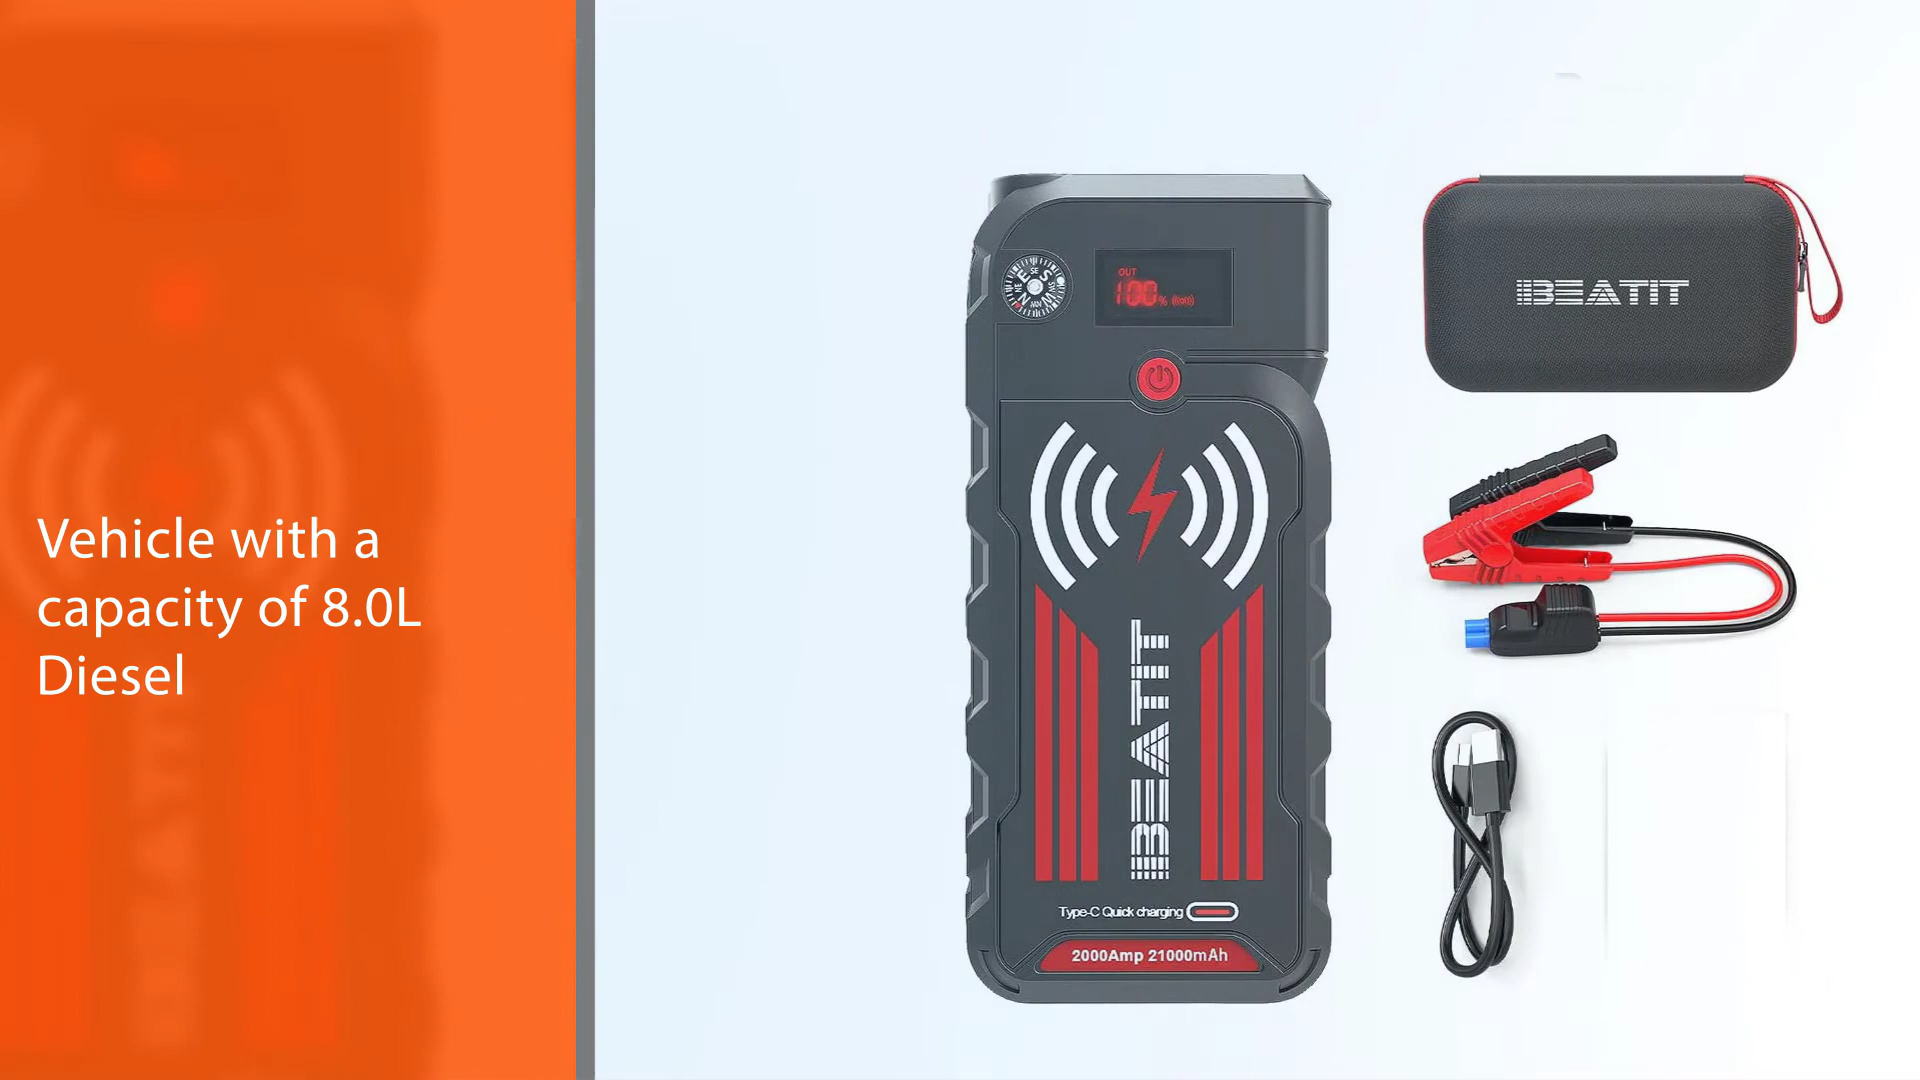 Vehicle with a
capacity of 8.0L
Diesel
OUT
100%
BEATIT
BEATIT
Type-C Quick charging
2000Amp 21000mAh